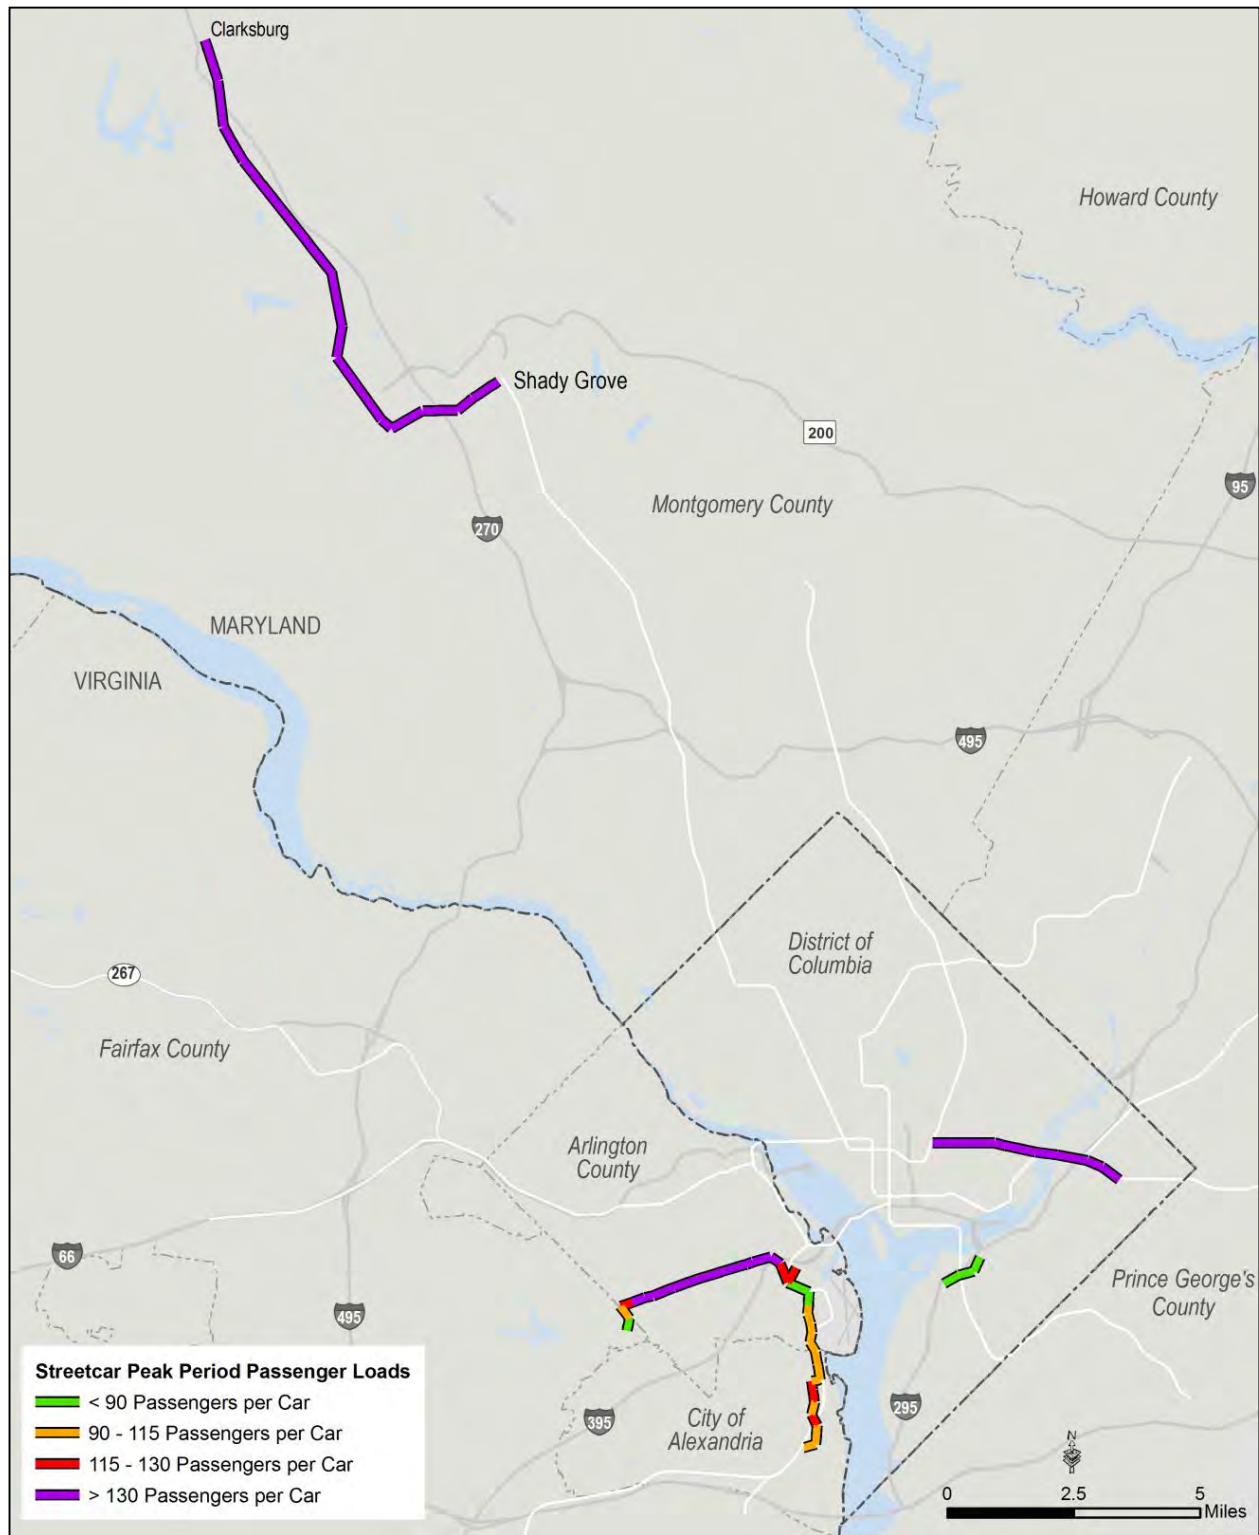 Clarksburg
Howard County
Shady Grove
200
Montgomery County
95
270
MARYLAND
VIRGINIA
495
District of
Columbia
267
Fairfax County
Arlington
County
66
Prince George's
County
495
395
City of
Alexandria
295
Streetcar Peak Period Passenger Loads
< 90 Passengers per Car
90 - 115 Passengers per Car
115 - 130 Passengers per Car
> 130 Passengers per Car
N
0 2.5 5
Miles